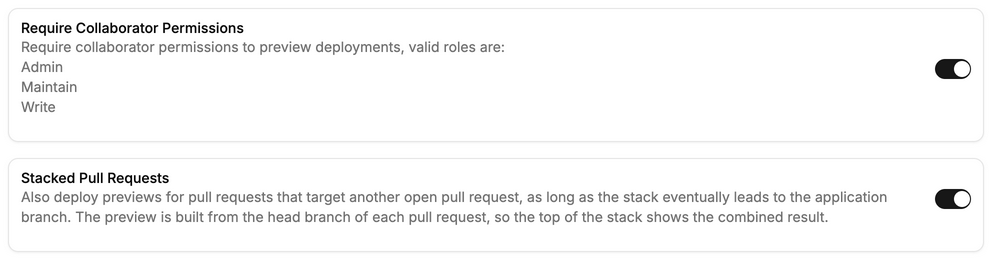 Require Collaborator Permissions
Require collaborator permissions to preview deployments, valid roles are:
Admin
Maintain
Write
Stacked Pull Requests
Also deploy previews for pull requests that target another open pull request, as long as the stack eventually leads to the application
branch. The preview is built from the head branch of each pull request, so the top of the stack shows the combined result.